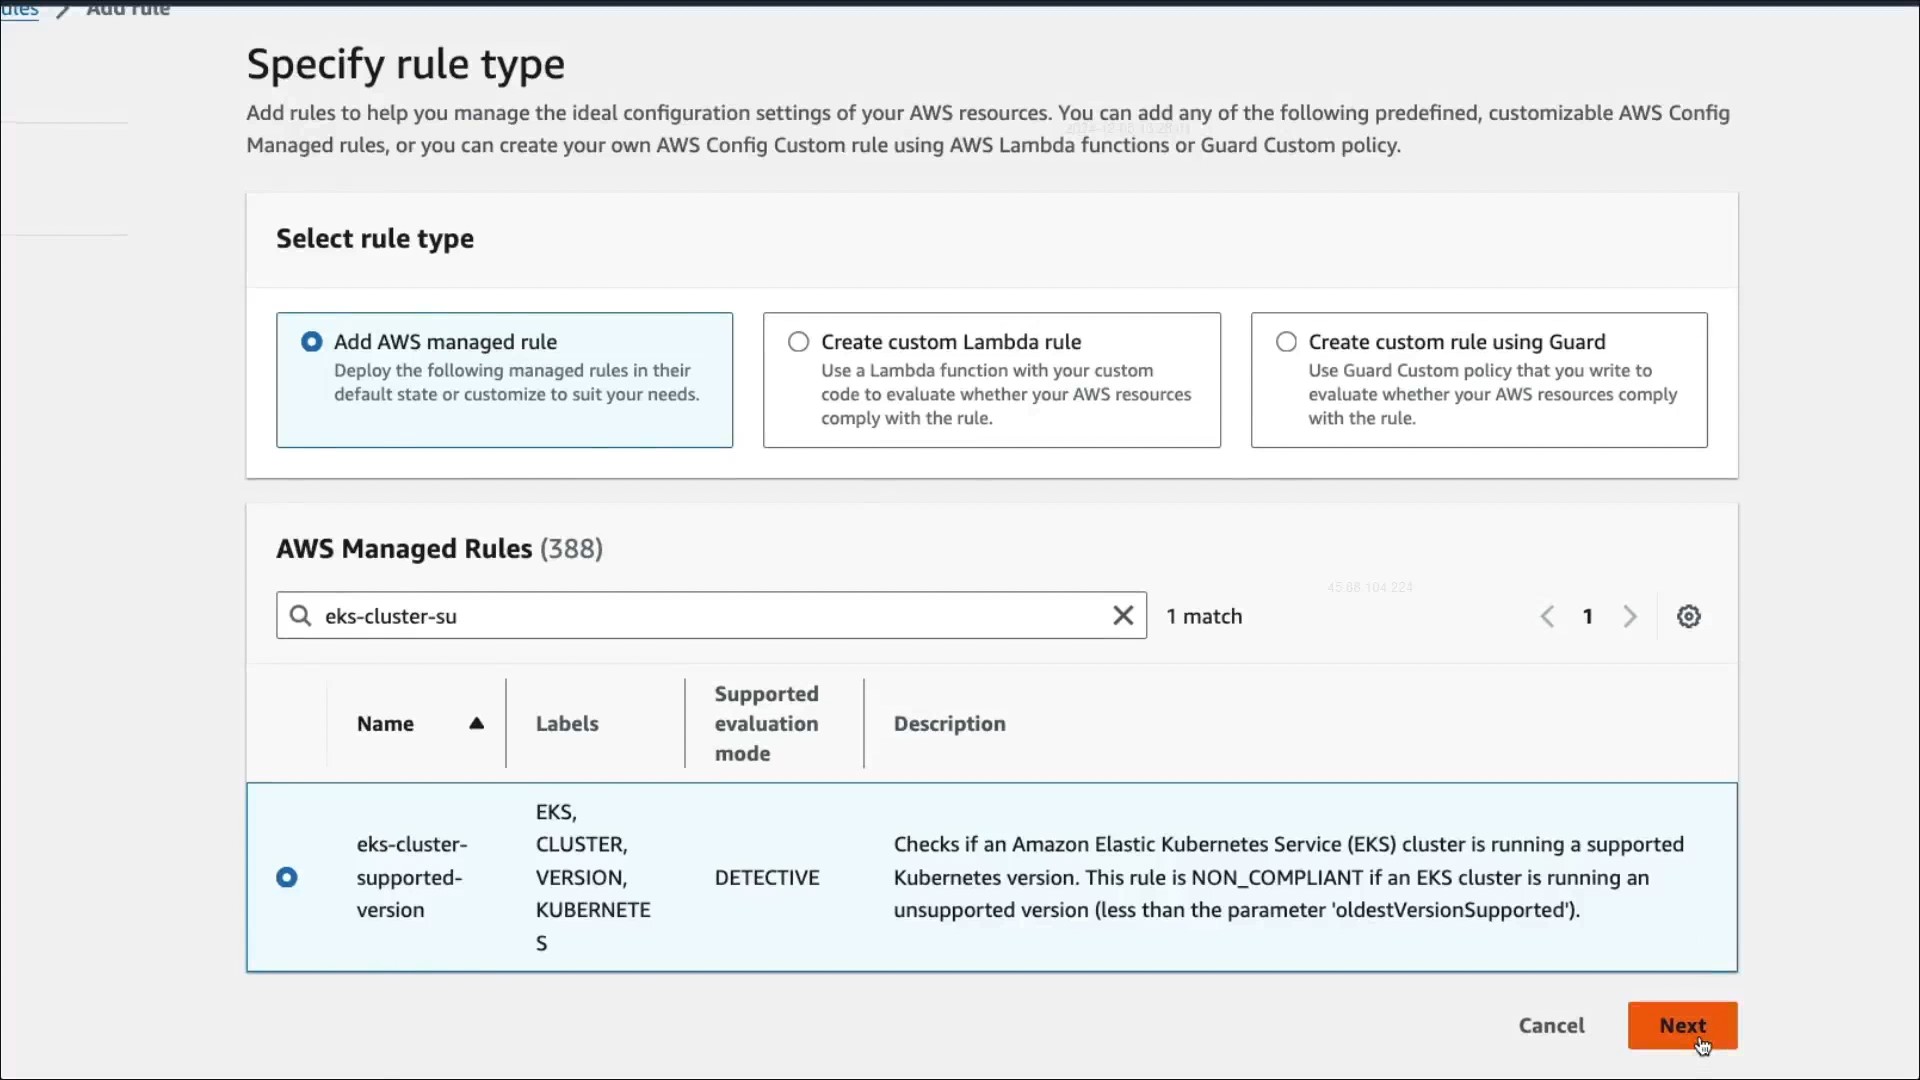 Add rule
Specify rule type
Add rules to help you manage the ideal configuration settings of your AWS resources. You can add any of the following predefined, customizable AWS Config
Managed rules, or you can create your own AWS Config Custom rule using AWS Lambda functions or Guard Custom policy.
Select rule type
Add AWS managed rule
Deploy the following managed rules in their
default state or customize to suit your needs.
Create custom Lambda rule
Use a Lambda function with your custom
code to evaluate whether your AWS resources
comply with the rule.
Create custom rule using Guard
Use Guard Custom policy that you write to
evaluate whether your AWS resources comply
with the rule.
AWS Managed Rules (388)
45.88.104.224
eks-cluster-su
1 match
1
Name
Labels
Supported
evaluation
mode
Description
eks-cluster-
supported-
version
EKS,
CLUSTER,
VERSION,
KUBERNETE
S
DETECTIVE
Checks if an Amazon Elastic Kubernetes Service (EKS) cluster is running a supported
Kubernetes version. This rule is NON_COMPLIANT if an EKS cluster is running an
unsupported version (less than the parameter 'oldestVersionSupported').
Cancel
Next